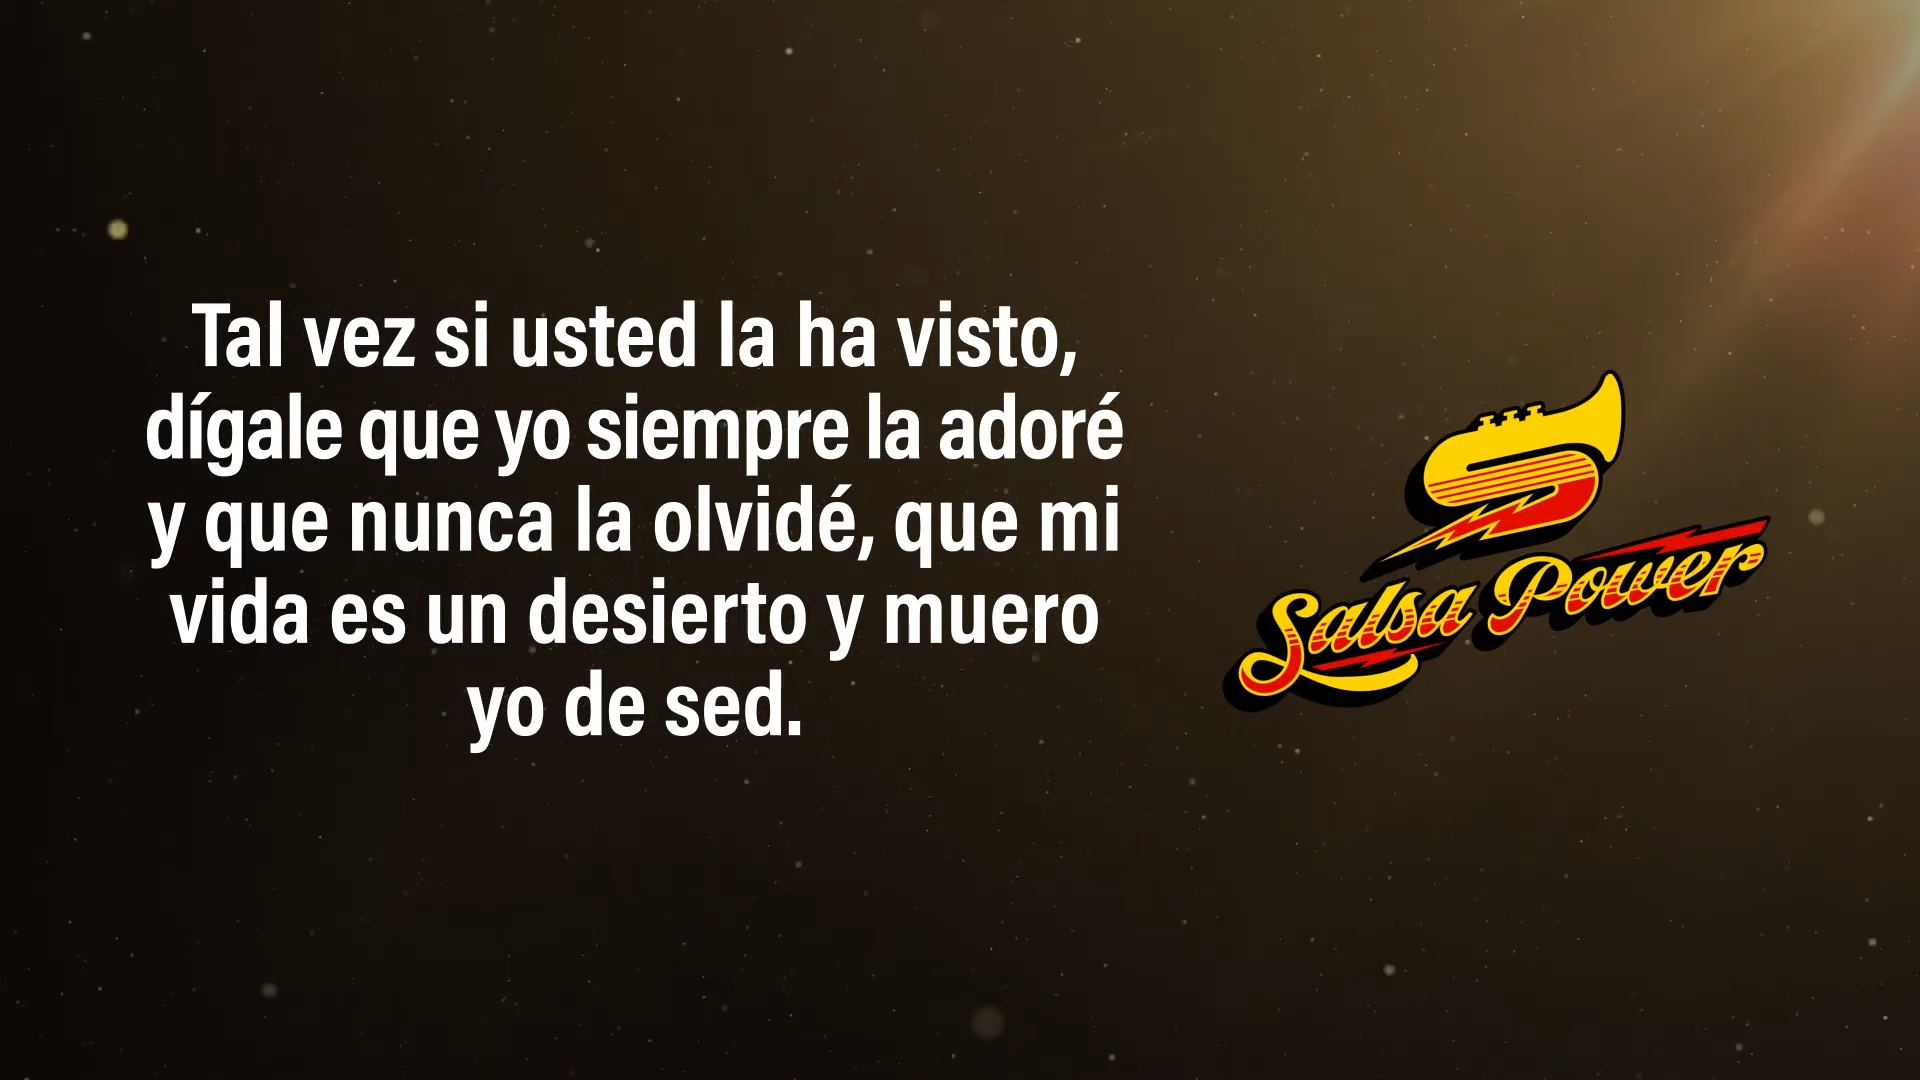 Tal vez si usted la ha visto,
dígale que yo siempre la adoré
y que nunca la olvidé, que mi
vida es un desierto y muero
yo de sed.
Salsa Power